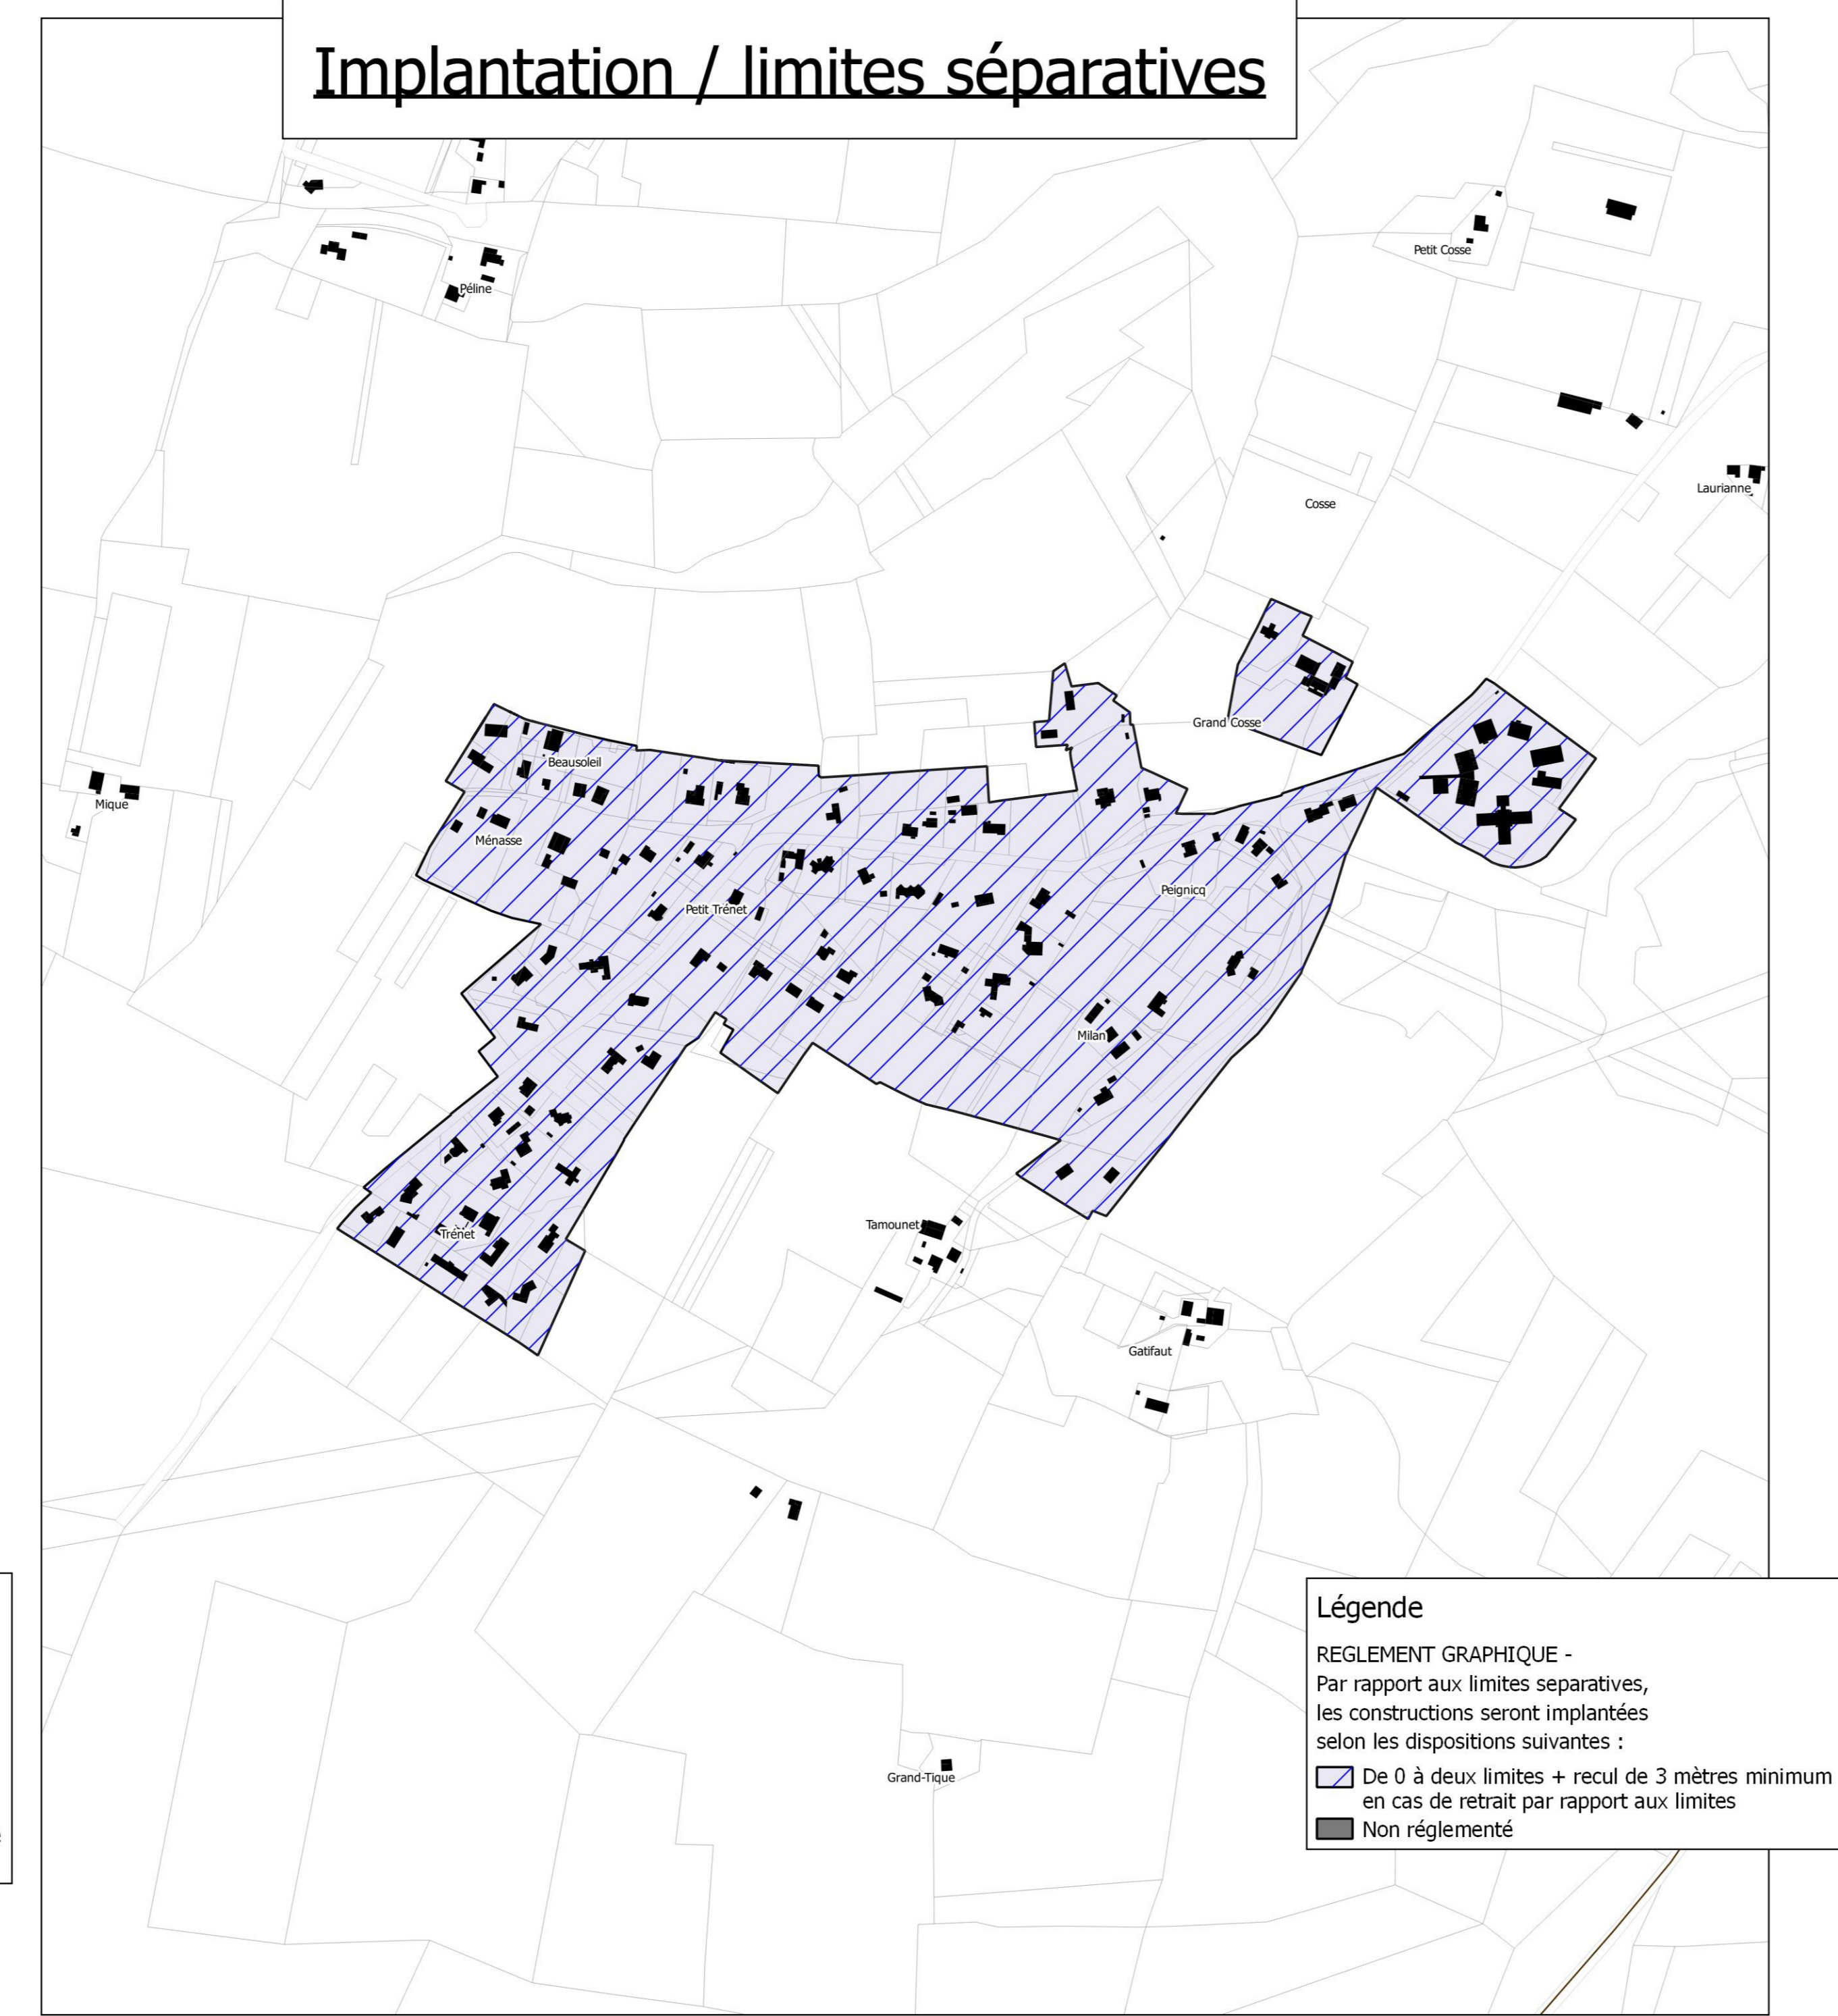 Implantation / limites séparatives
Péline
Petit Cosse
Laurianne
Cosse
Grand Cosse
Beausoleil
Mique
Ménasse
Peignicq
Petit Trénet
Milan
Tamounet
Trénet
Gatifaut
Grand-Tique
Légende
REGLEMENT GRAPHIQUE -
Par rapport aux limites separatives,
les constructions seront implantées
selon les dispositions suivantes :
De 0 à deux limites + recul de 3 mètres minimum
en cas de retrait par rapport aux limites
Non réglementé